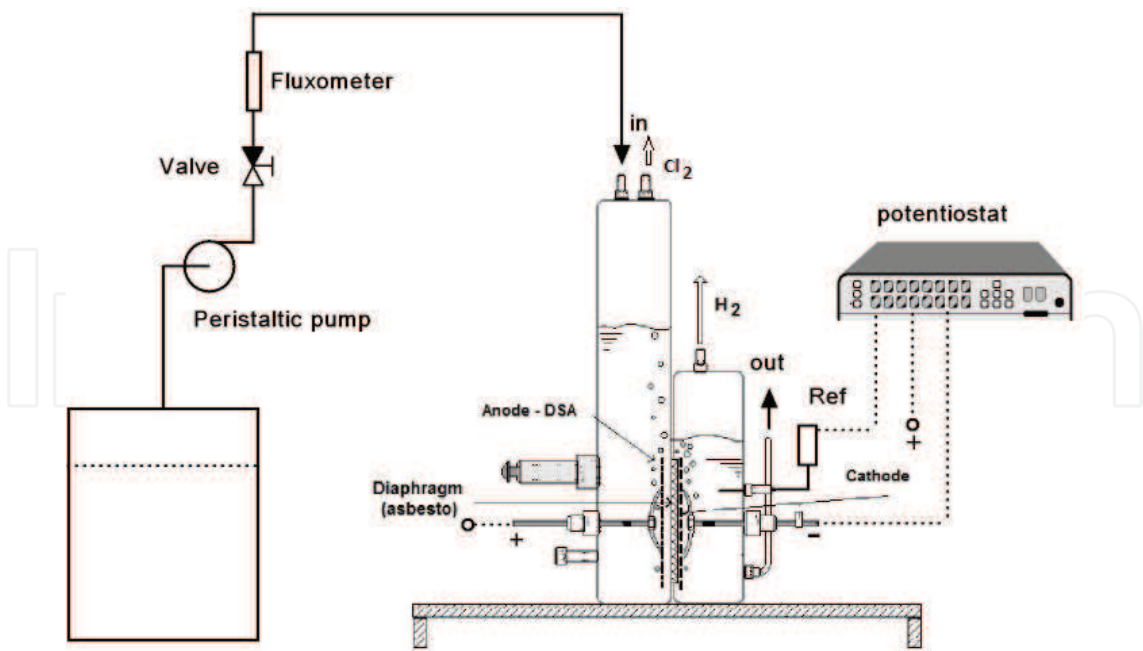 Fluxometer
Valve
Peristaltic pump
in
Cl2
potentiostat
H2
out
Ref
Anode - DSA
Cathode
Diaphragm
(asbesto)
+
+
−